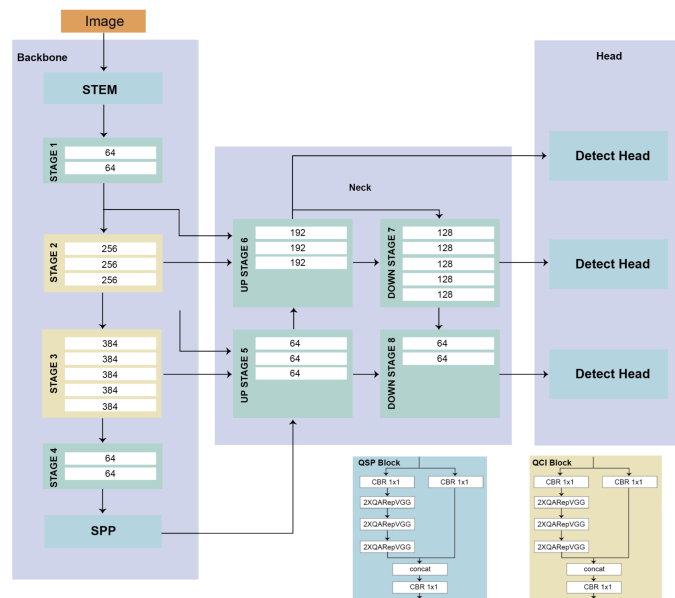 Image
Backbone
STEM
STAGE 1
64
64
STAGE 2
256
256
256
STAGE 3
384
384
384
384
384
STAGE 4
64
64
SPP
Neck
UP STAGE 6
192
192
192
DOWN STAGE 7
128
128
128
128
128
UP STAGE 5
64
64
64
DOWN STAGE 8
64
64
Head
Detect Head
Detect Head
Detect Head
QSP Block
CBR 1x1
CBR 1x1
2XQARepVGG
2XQARepVGG
2XQARepVGG
concat
CBR 1x1
QCI Block
CBR 1x1
CBR 1x1
2XQARepVGG
2XQARepVGG
2XQARepVGG
concat
CBR 1x1